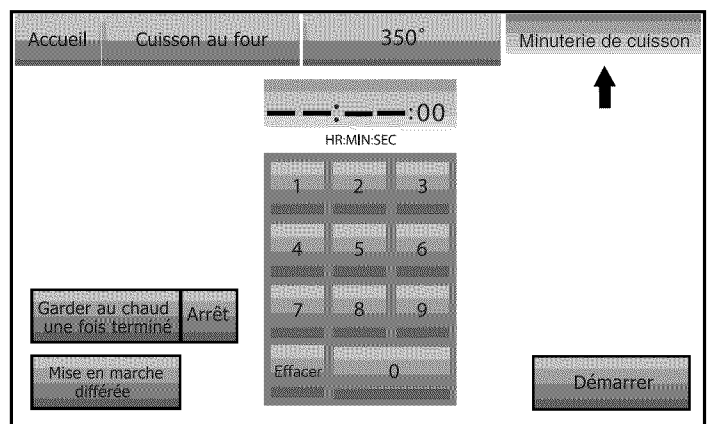 Accueil
Cuisson au four
350°
Minuterie de cuisson
– –:– –:00
HR:MIN:SEC
1 2 3
4 5 6
7 8 9
Effacer 0
Garder au chaud
une fois terminé
Arrêt
Mise en marche
différée
Démarrer